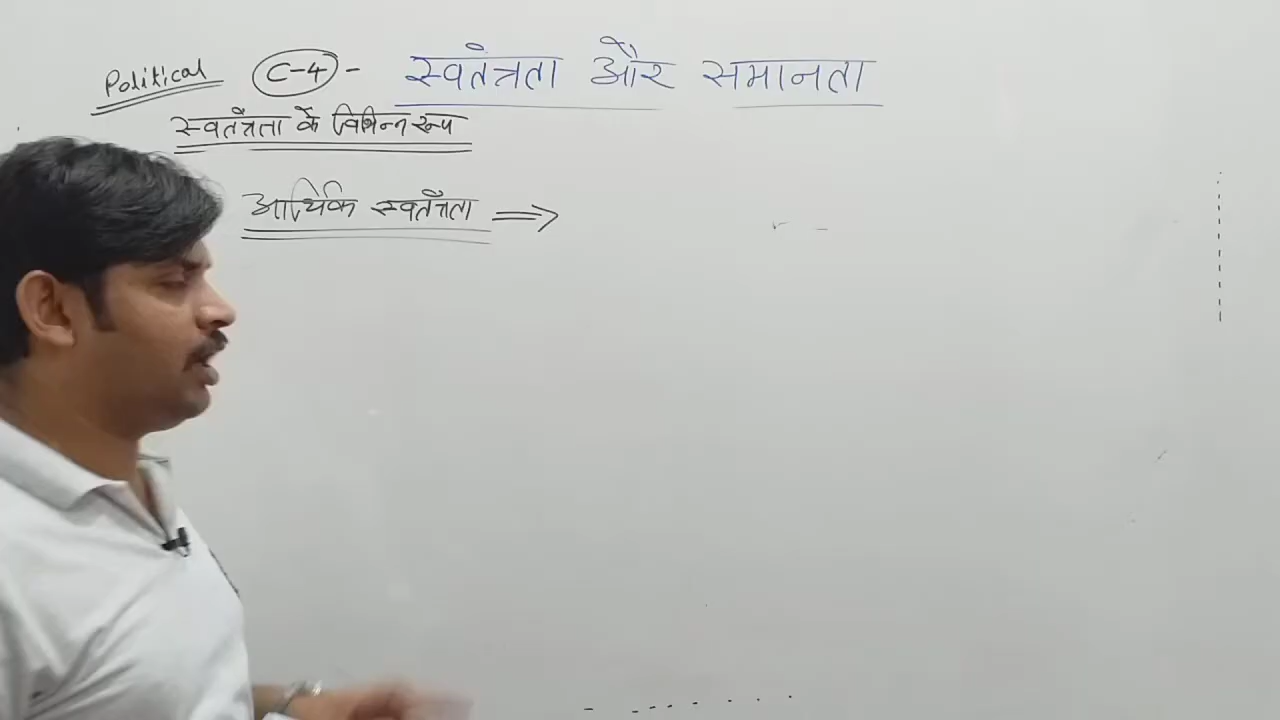 Political C-4 - स्वतंत्रता और समानता
स्वतंत्रता के विभिन्न रूप
आर्थिक स्वतंत्रता ⇒